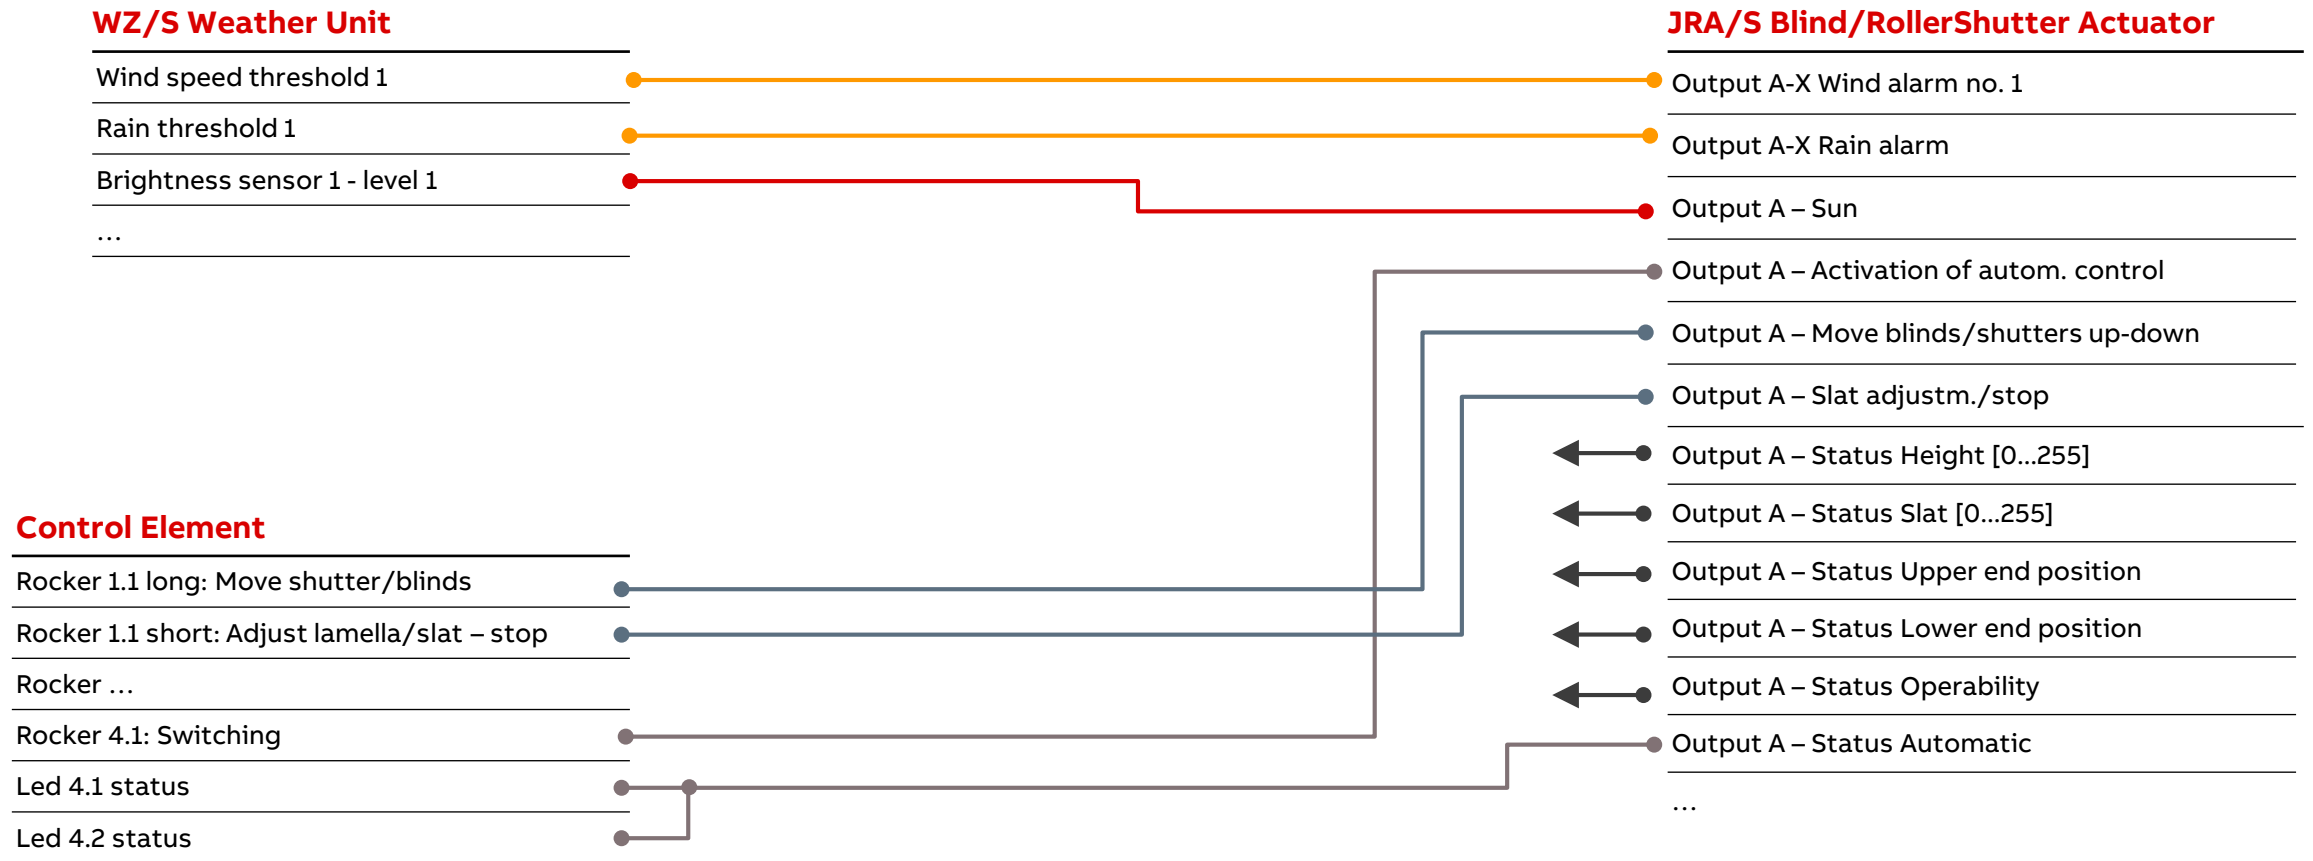 WZ/S Weather Unit
Wind speed threshold 1
Rain threshold 1
Brightness sensor 1 - level 1
…
Control Element
Rocker 1.1 long: Move shutter/blinds
Rocker 1.1 short: Adjust lamella/slat – stop
Rocker …
Rocker 4.1: Switching
Led 4.1 status
Led 4.2 status
JRA/S Blind/RollerShutter Actuator
Output A-X Wind alarm no. 1
Output A-X Rain alarm
Output A – Sun
Output A – Activation of autom. control
Output A – Move blinds/shutters up-down
Output A – Slat adjustm./stop
Output A – Status Height [0…255]
Output A – Status Slat [0…255]
Output A – Status Upper end position
Output A – Status Lower end position
Output A – Status Operability
Output A – Status Automatic
…